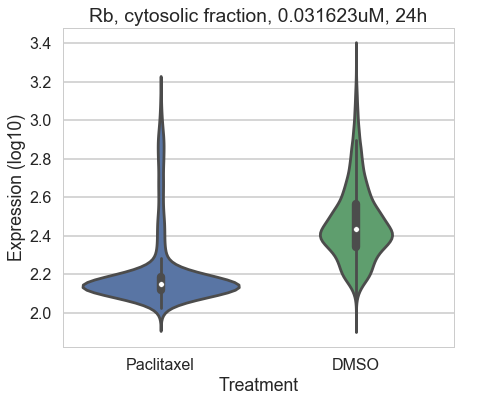 Rb, cytosolic fraction, 0.031623uM, 24h
3.4
3.2
3.0
2.8
2.6
2.4
2.2
2.0
Expression (log10)
Paclitaxel
DMSO
Treatment